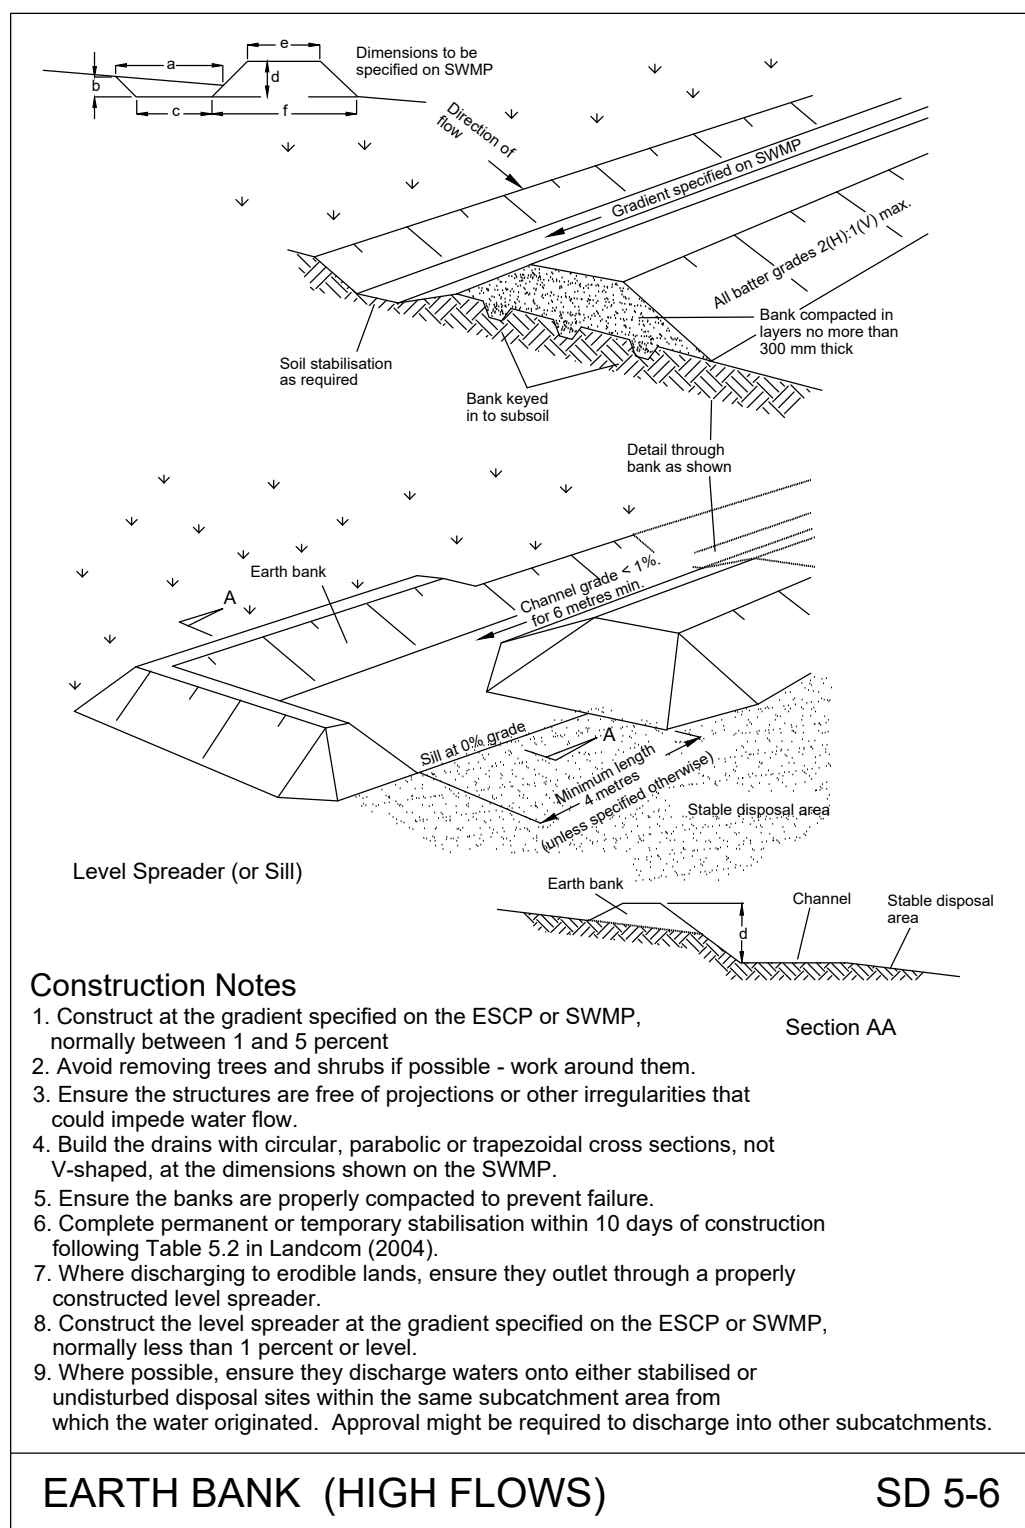 e
Dimensions to be
specified on SWMP
a
b
d
c
f
Direction of
flow
Gradient specified on SWMP
All batter grades 2(H):1(V) max.
Bank compacted in
layers no more than
300 mm thick
Soil stabilisation
as required
Bank keyed
in to subsoil
Detail through
bank as shown
Earth bank
A
Channel grade < 1%.
for 6 metres min.
Sill at 0% grade
A
Minimum length
4 metres
(unless specified otherwise)
Stable disposal area
Level Spreader (or Sill)
Earth bank
Channel
Stable disposal
area
d
Section AA
Construction Notes
1. Construct at the gradient specified on the ESCP or SWMP,
normally between 1 and 5 percent
2. Avoid removing trees and shrubs if possible - work around them.
3. Ensure the structures are free of projections or other irregularities that
could impede water flow.
4. Build the drains with circular, parabolic or trapezoidal cross sections, not
V-shaped, at the dimensions shown on the SWMP.
5. Ensure the banks are properly compacted to prevent failure.
6. Complete permanent or temporary stabilisation within 10 days of construction
following Table 5.2 in Landcom (2004).
7. Where discharging to erodible lands, ensure they outlet through a properly
constructed level spreader.
8. Construct the level spreader at the gradient specified on the ESCP or SWMP,
normally less than 1 percent or level.
9. Where possible, ensure they discharge waters onto either stabilised or
undisturbed disposal sites within the same subcatchment area from
which the water originated. Approval might be required to discharge into other subcatchments.
EARTH BANK (HIGH FLOWS)
SD 5-6